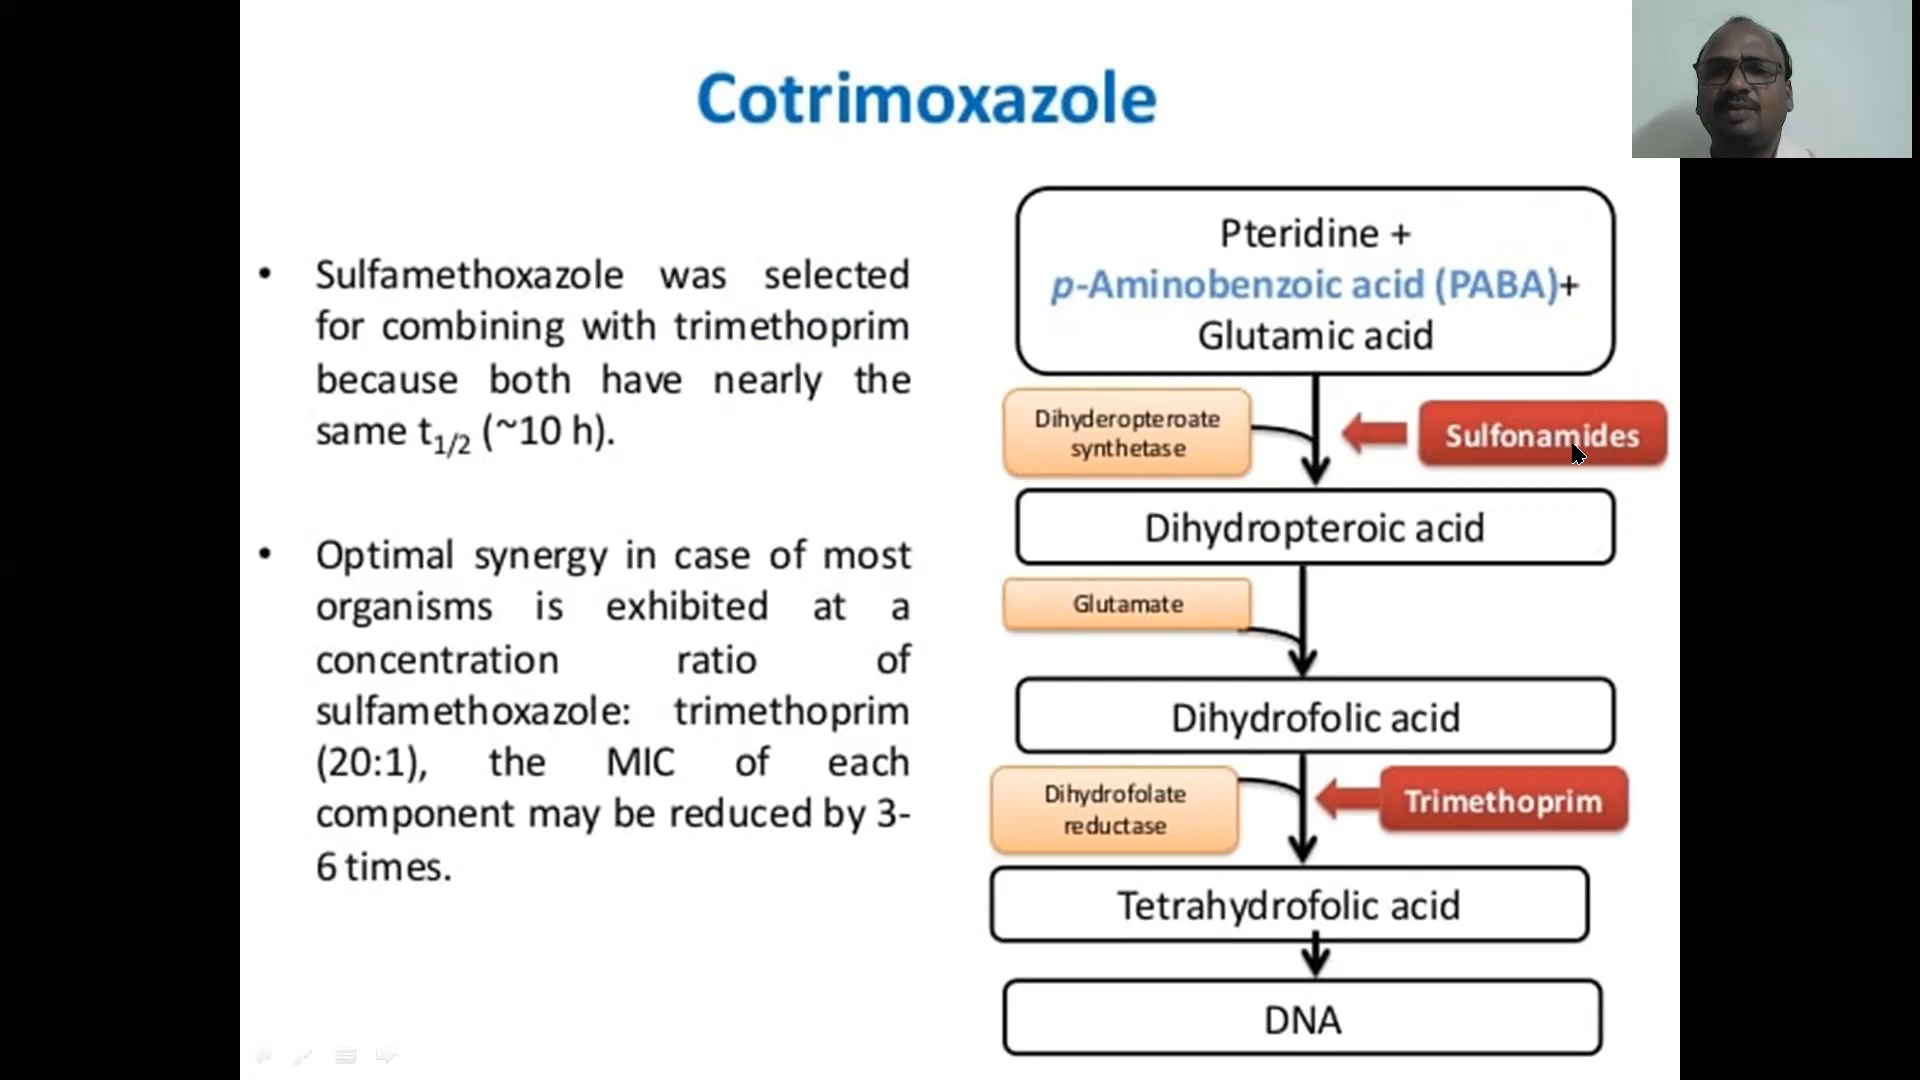 Cotrimoxazole
• Sulfamethoxazole was selected
for combining with trimethoprim
because both have nearly the
same t1/2 (~10 h).
• Optimal synergy in case of most
organisms is exhibited at a
concentration ratio of
sulfamethoxazole: trimethoprim
(20:1), the MIC of each
component may be reduced by 3-
6 times.
Pteridine +
p-Aminobenzoic acid (PABA)+
Glutamic acid
Dihyderopteroate
synthetase
Sulfonamides
Dihydropteroic acid
Glutamate
Dihydrofolic acid
Dihydrofolate
reductase
Trimethoprim
Tetrahydrofolic acid
DNA